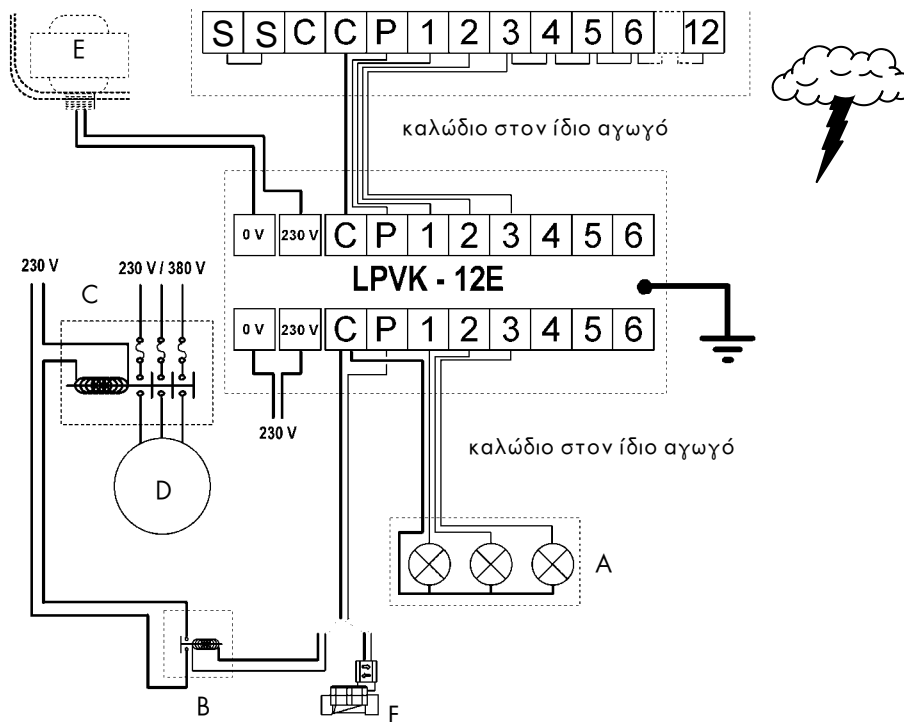 S S C C P 1 2 3 4 5 6 12
E
καλώδιο στον ίδιο αγωγό
0 V 230 V C P 1 2 3 4 5 6
LPVK - 12E
230 V 230 V / 380 V
C
0 V 230 V C P 1 2 3 4 5 6
230 V
καλώδιο στον ίδιο αγωγό
D
A
B
F